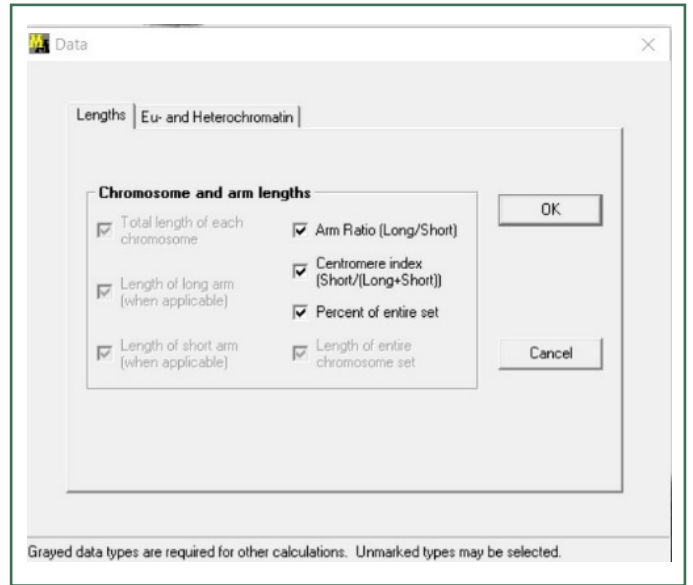 Data
Lengths
Eu- and Heterochromatin
Chromosome and arm lengths
Total length of each
chromosome
Length of long arm
(when applicable)
Length of short arm
(when applicable)
Arm Ratio (Long/Short)
Centromere index
(Short/(Long+Short))
Percent of entire set
Length of entire
chromosome set
OK
Cancel
Grayed data types are required for other calculations. Unmarked types may be selected.